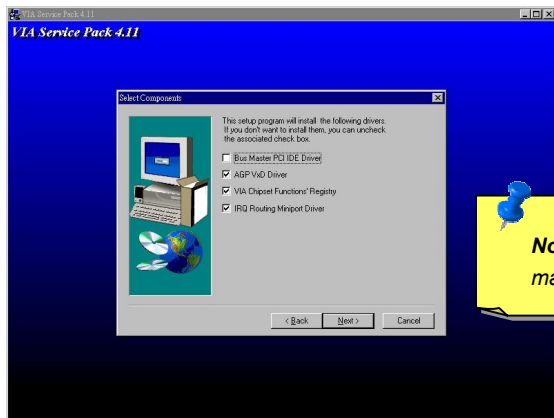 VIA Service Pack 4.11
VIA Service Pack 4.11
Select Components
This setup program will install the following drivers.
If you don't want to install them, you can uncheck
the associated check box.
Bus Master PCI IDE Driver
AGP VxD Driver
VIA Chipset Functions' Registry
IRQ Routing Miniport Driver
< Back
Next >
Cancel